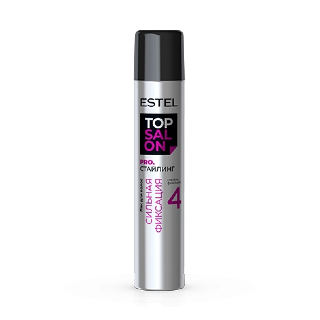 ESTEL
TOP
SAL
ON
PRO.
СТАЙЛИНГ
СИЛЬНАЯ
ФИКСАЦИЯ
4